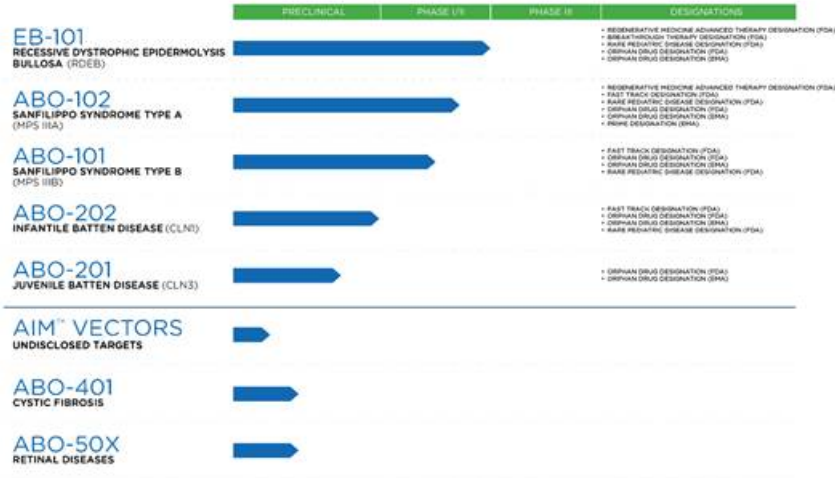 PRECLINICAL PHASE I/II PHASE III DESIGNATIONS
EB-101
RECESSIVE DYSTROPHIC EPIDERMOLYSIS
BULLOSA (RDEB)
• REGENERATIVE MEDICINE ADVANCED THERAPY DESIGNATION (FDA)
• BREAKTHROUGH THERAPY DESIGNATION (FDA)
• RARE PEDIATRIC DISEASE DESIGNATION (FDA)
• ORPHAN DRUG DESIGNATION (FDA)
• ORPHAN DRUG DESIGNATION (EMA)
ABO-102
SANFILIPPO SYNDROME TYPE A
(MPS IIIA)
• REGENERATIVE MEDICINE ADVANCED THERAPY DESIGNATION (FDA)
• FAST TRACK DESIGNATION (FDA)
• RARE PEDIATRIC DISEASE DESIGNATION (FDA)
• ORPHAN DRUG DESIGNATION (FDA)
• ORPHAN DRUG DESIGNATION (EMA)
• PRIME DESIGNATION (EMA)
ABO-101
SANFILIPPO SYNDROME TYPE B
(MPS IIIB)
• FAST TRACK DESIGNATION (FDA)
• ORPHAN DRUG DESIGNATION (FDA)
• ORPHAN DRUG DESIGNATION (EMA)
• RARE PEDIATRIC DISEASE DESIGNATION (FDA)
ABO-202
INFANTILE BATTEN DISEASE (CLN1)
• FAST TRACK DESIGNATION (FDA)
• ORPHAN DRUG DESIGNATION (FDA)
• ORPHAN DRUG DESIGNATION (EMA)
• RARE PEDIATRIC DISEASE DESIGNATION (FDA)
ABO-201
JUVENILE BATTEN DISEASE (CLN3)
• ORPHAN DRUG DESIGNATION (FDA)
• ORPHAN DRUG DESIGNATION (EMA)
AIM™ VECTORS
UNDISCLOSED TARGETS
ABO-401
CYSTIC FIBROSIS
ABO-50X
RETINAL DISEASES